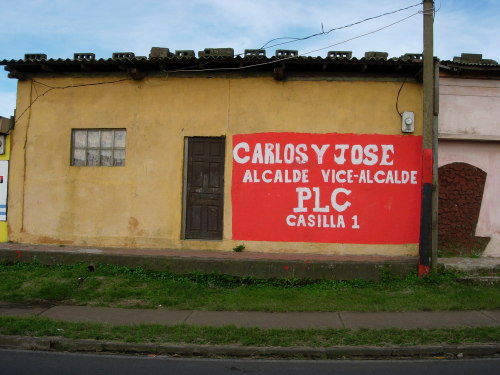 CARLOS Y JOSE
ALCALDE VICE-ALCALDE
PLC
CASILLA 1